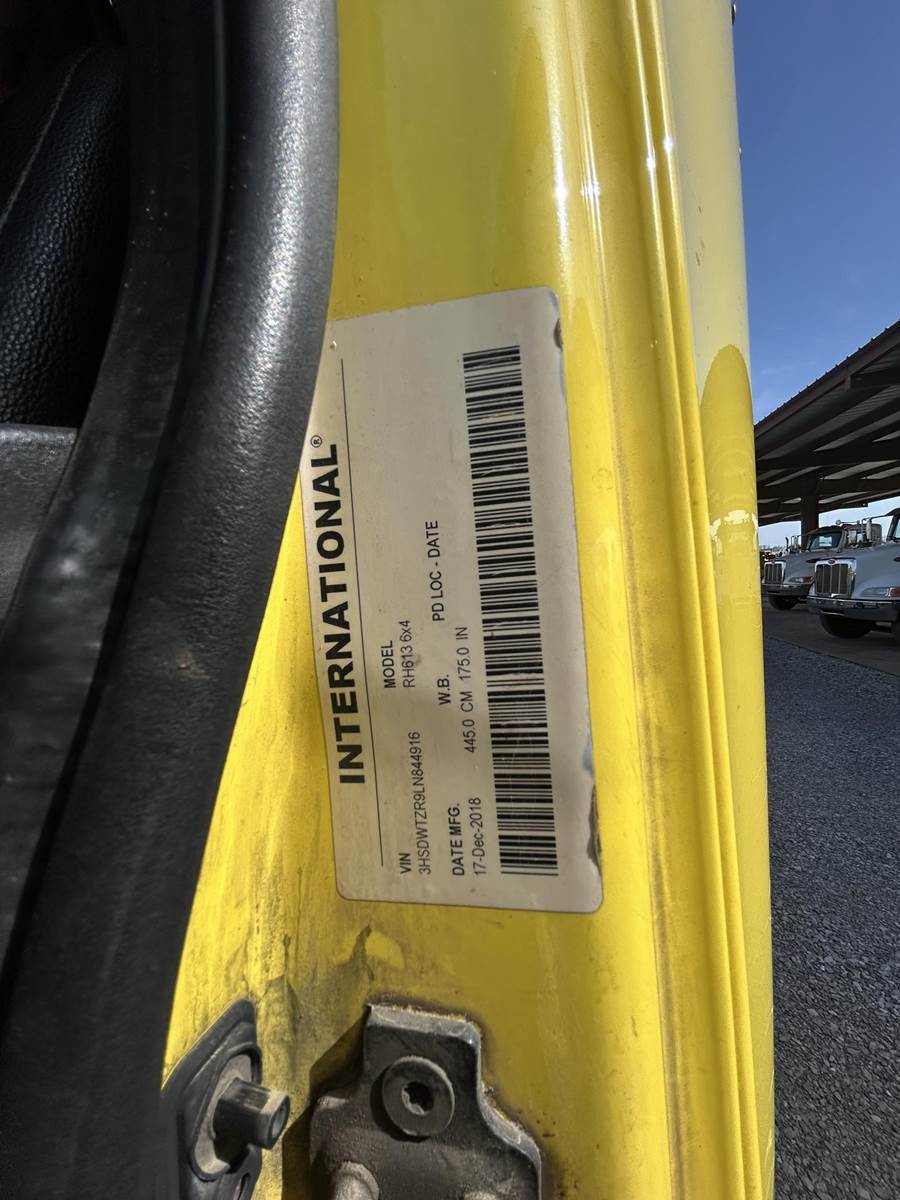 INTERNATIONAL®
VIN MODEL
3HSDWTZR9LN844916 RH613 6x4
DATE MFG. W.B. PD LOC - DATE
17-Dec-2018 445.0 CM 175.0 IN